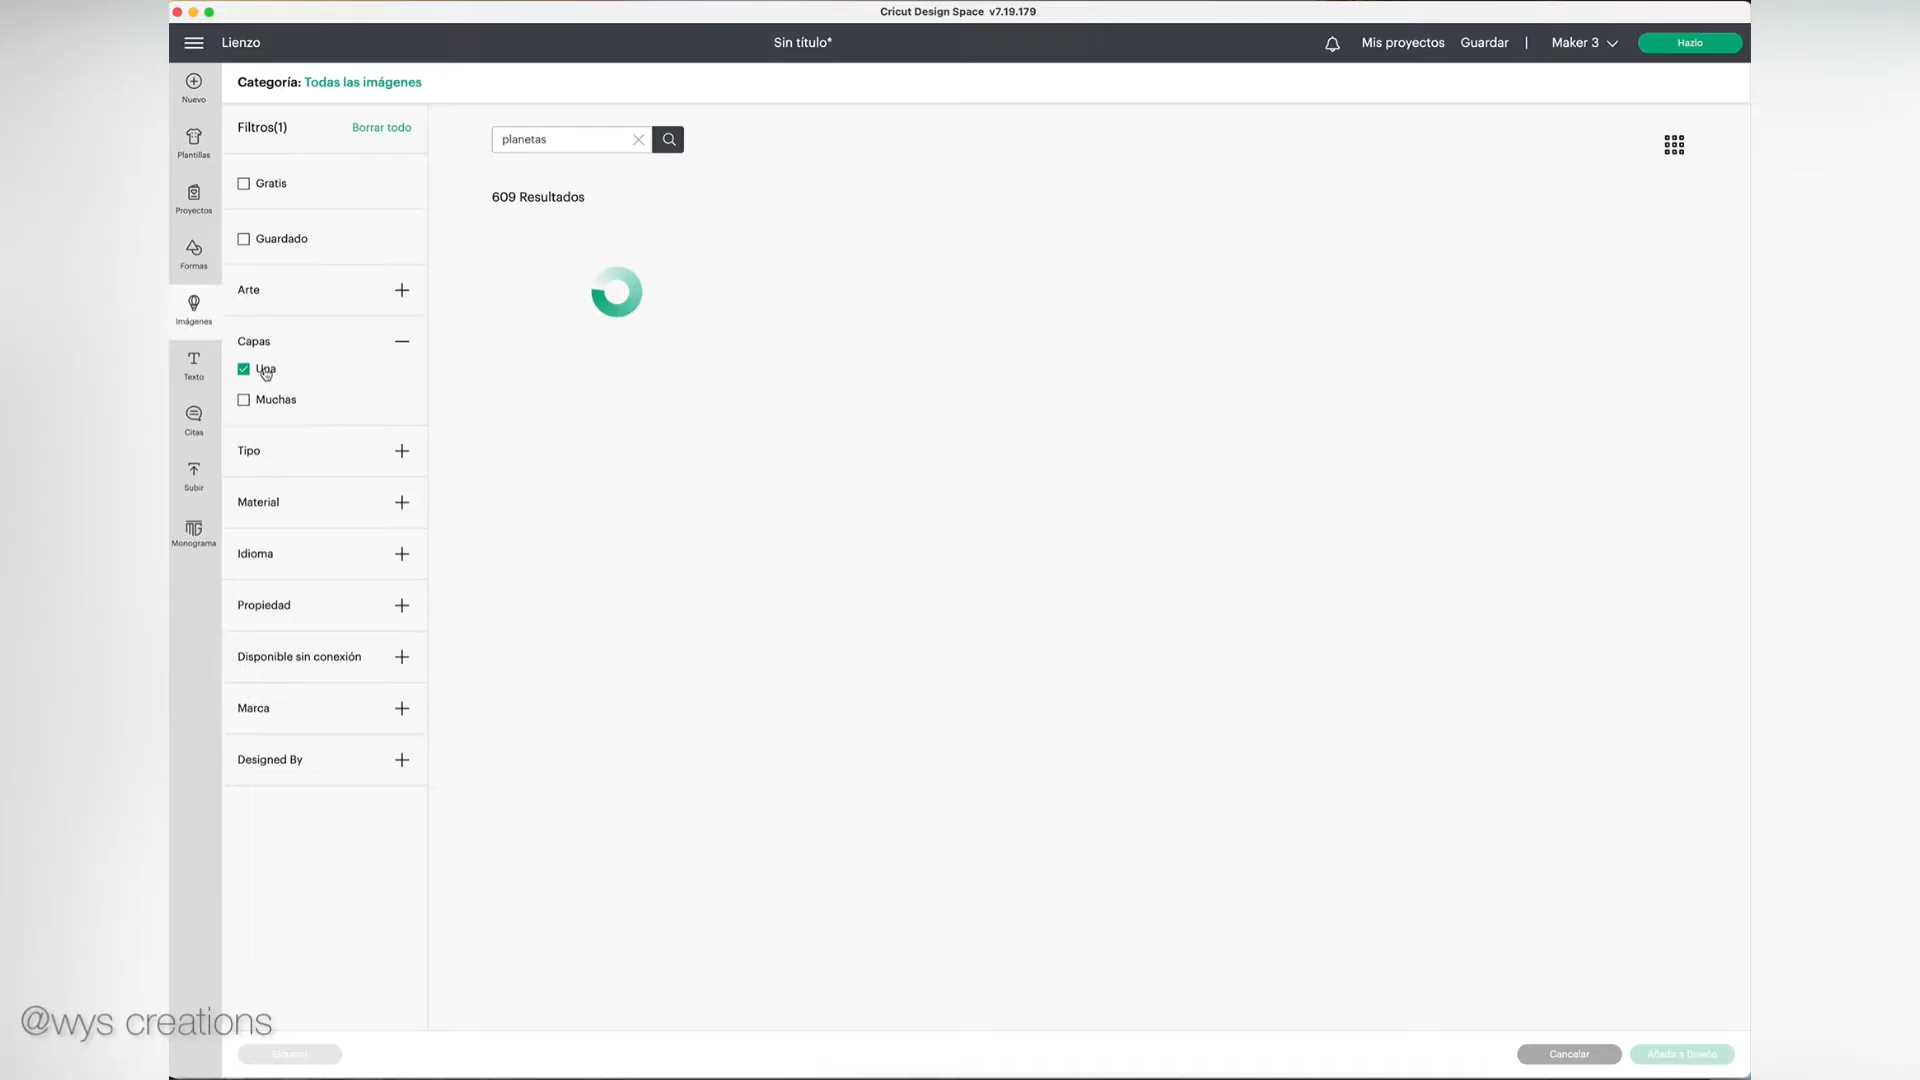 Cricut Design Space v7.19.179
Lienzo
Sin título*
Mis proyectos
Guardar
|
Maker 3
Hazlo
Nuevo
Plantillas
Proyectos
Formas
Imágenes
Texto
Citas
Subir
Monograma
Categoría: Todas las imágenes
Filtros(1)
Borrar todo
Gratis
Guardado
Arte
Capas
Una
Muchas
Tipo
Material
Idioma
Propiedad
Disponible sin conexión
Marca
Designed By
planetas
609 Resultados
@wys creations
Cancelar
Añadir a Diseño